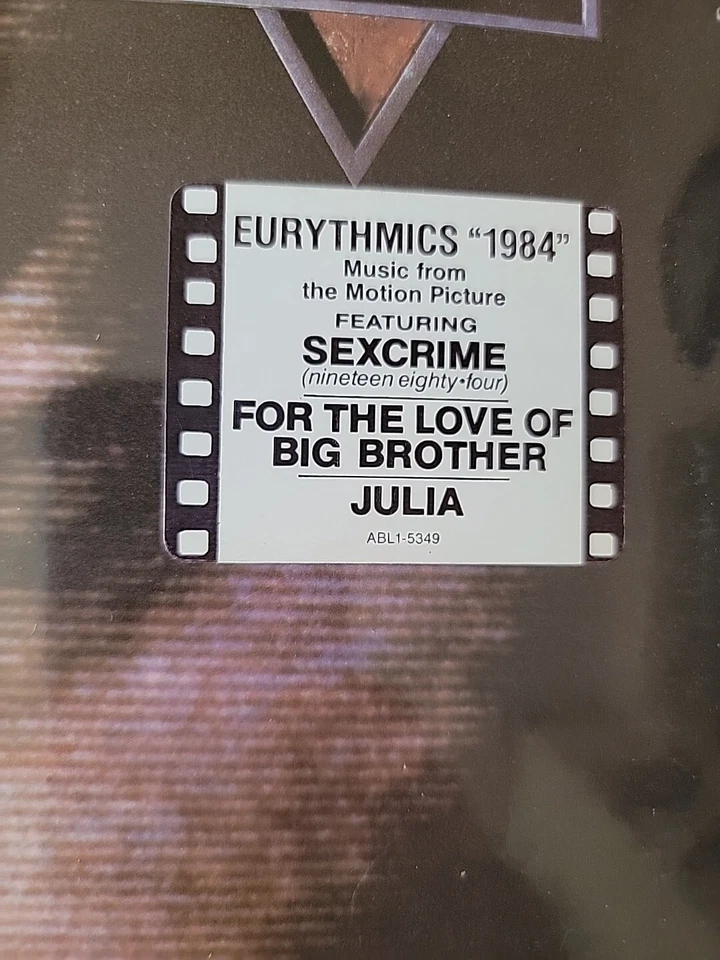 EURYTHMICS “1984”
Music from
the Motion Picture
FEATURING
SEXCRIME
(nineteen eighty•four)
FOR THE LOVE OF
BIG BROTHER
JULIA
ABL1-5349